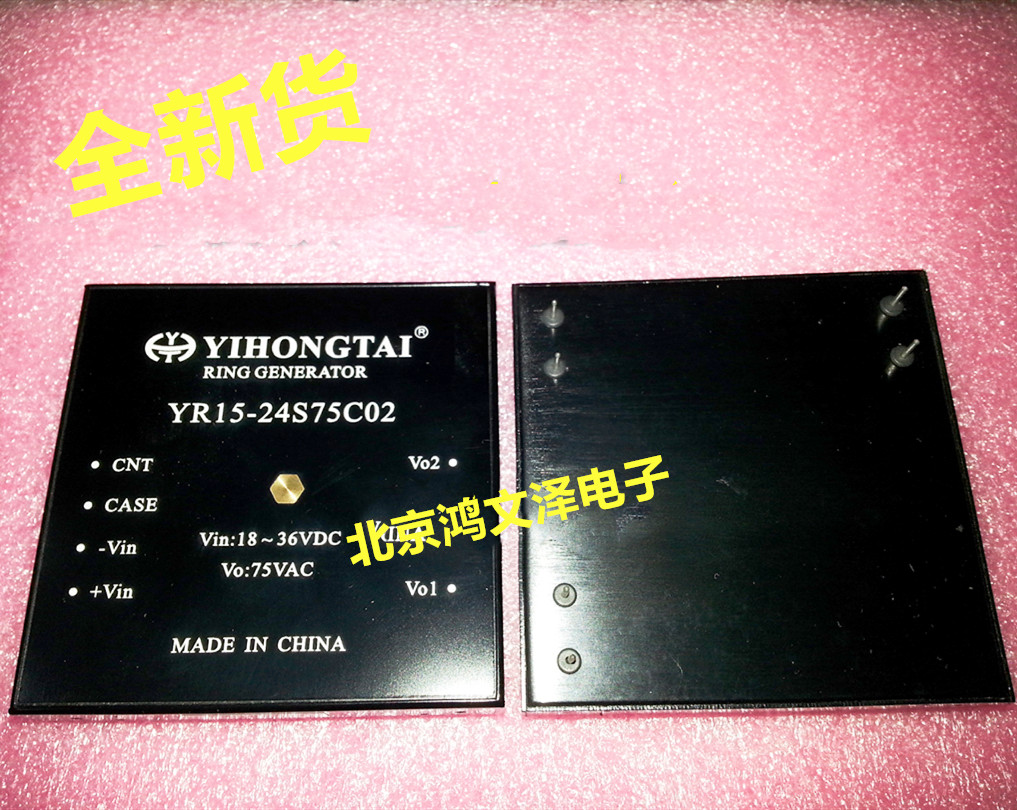 全新货
YIHONGTAI®
RING GENERATOR
YR15-24S75C02
CNT
Vo2
CASE
北京鸿文泽电子
-Vin
Vin:18~36VDC
Vo:75VAC
+Vin
Vo1
MADE IN CHINA